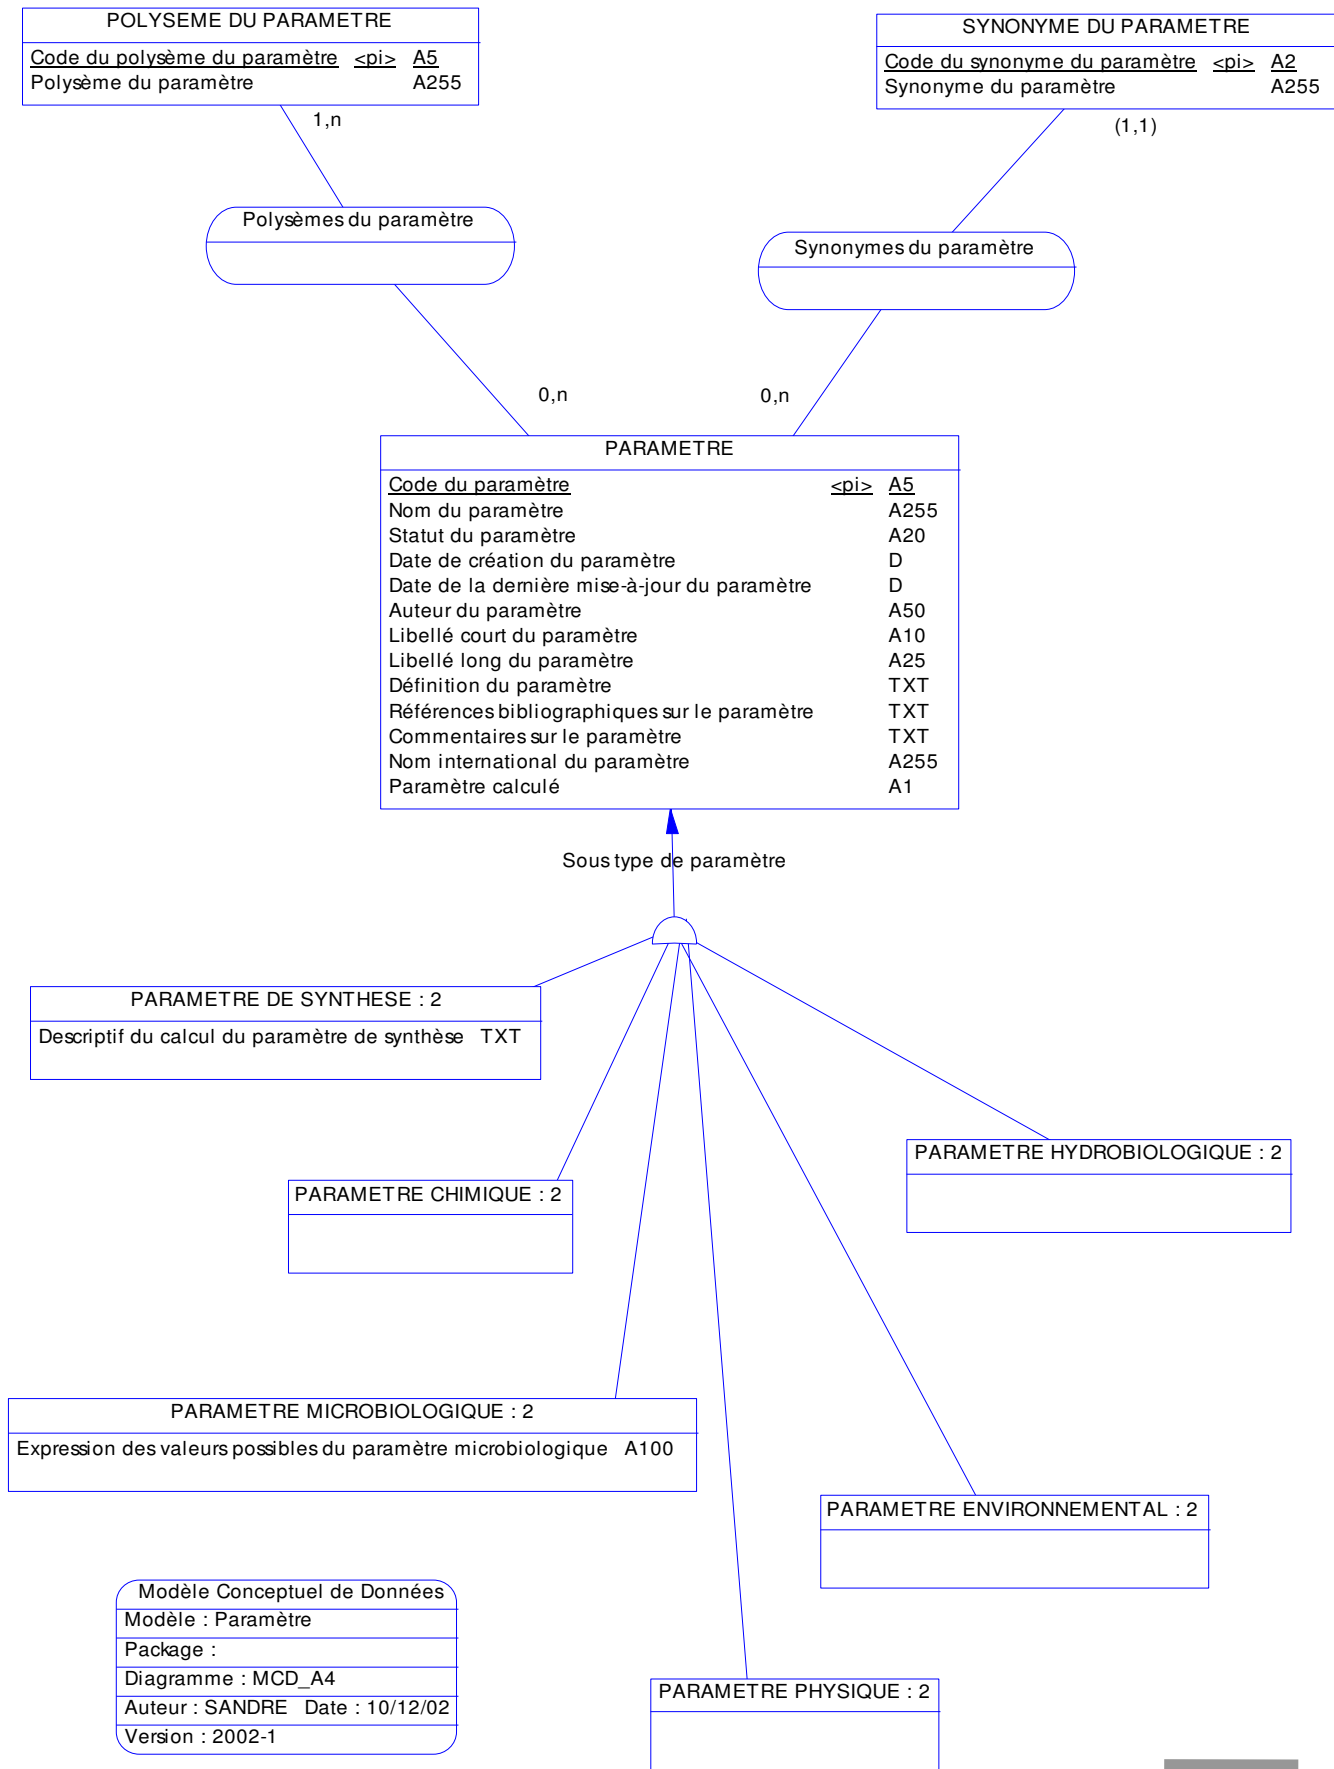 POLYSEME DU PARAMETRE
Code du polysème du paramètre <pi> A5
Polysème du paramètre A255
1,n
SYNONYME DU PARAMETRE
Code du synonyme du paramètre <pi> A2
Synonyme du paramètre A255
(1,1)
Polysèmes du paramètre
Synonymes du paramètre
0,n
0,n
PARAMETRE
Code du paramètre <pi> A5
Nom du paramètre A255
Statut du paramètre A20
Date de création du paramètre D
Date de la dernière mise-à-jour du paramètre D
Auteur du paramètre A50
Libellé court du paramètre A10
Libellé long du paramètre A25
Définition du paramètre TXT
Références bibliographiques sur le paramètre TXT
Commentaires sur le paramètre TXT
Nom international du paramètre A255
Paramètre calculé A1
Sous type de paramètre
PARAMETRE DE SYNTHESE : 2
Descriptif du calcul du paramètre de synthèse TXT
PARAMETRE HYDROBIOLOGIQUE : 2
PARAMETRE CHIMIQUE : 2
PARAMETRE MICROBIOLOGIQUE : 2
Expression des valeurs possibles du paramètre microbiologique A100
PARAMETRE ENVIRONNEMENTAL : 2
Modèle Conceptuel de Données
Modèle : Paramètre
Package :
Diagramme : MCD_A4
Auteur : SANDRE Date : 10/12/02
Version : 2002-1
PARAMETRE PHYSIQUE : 2